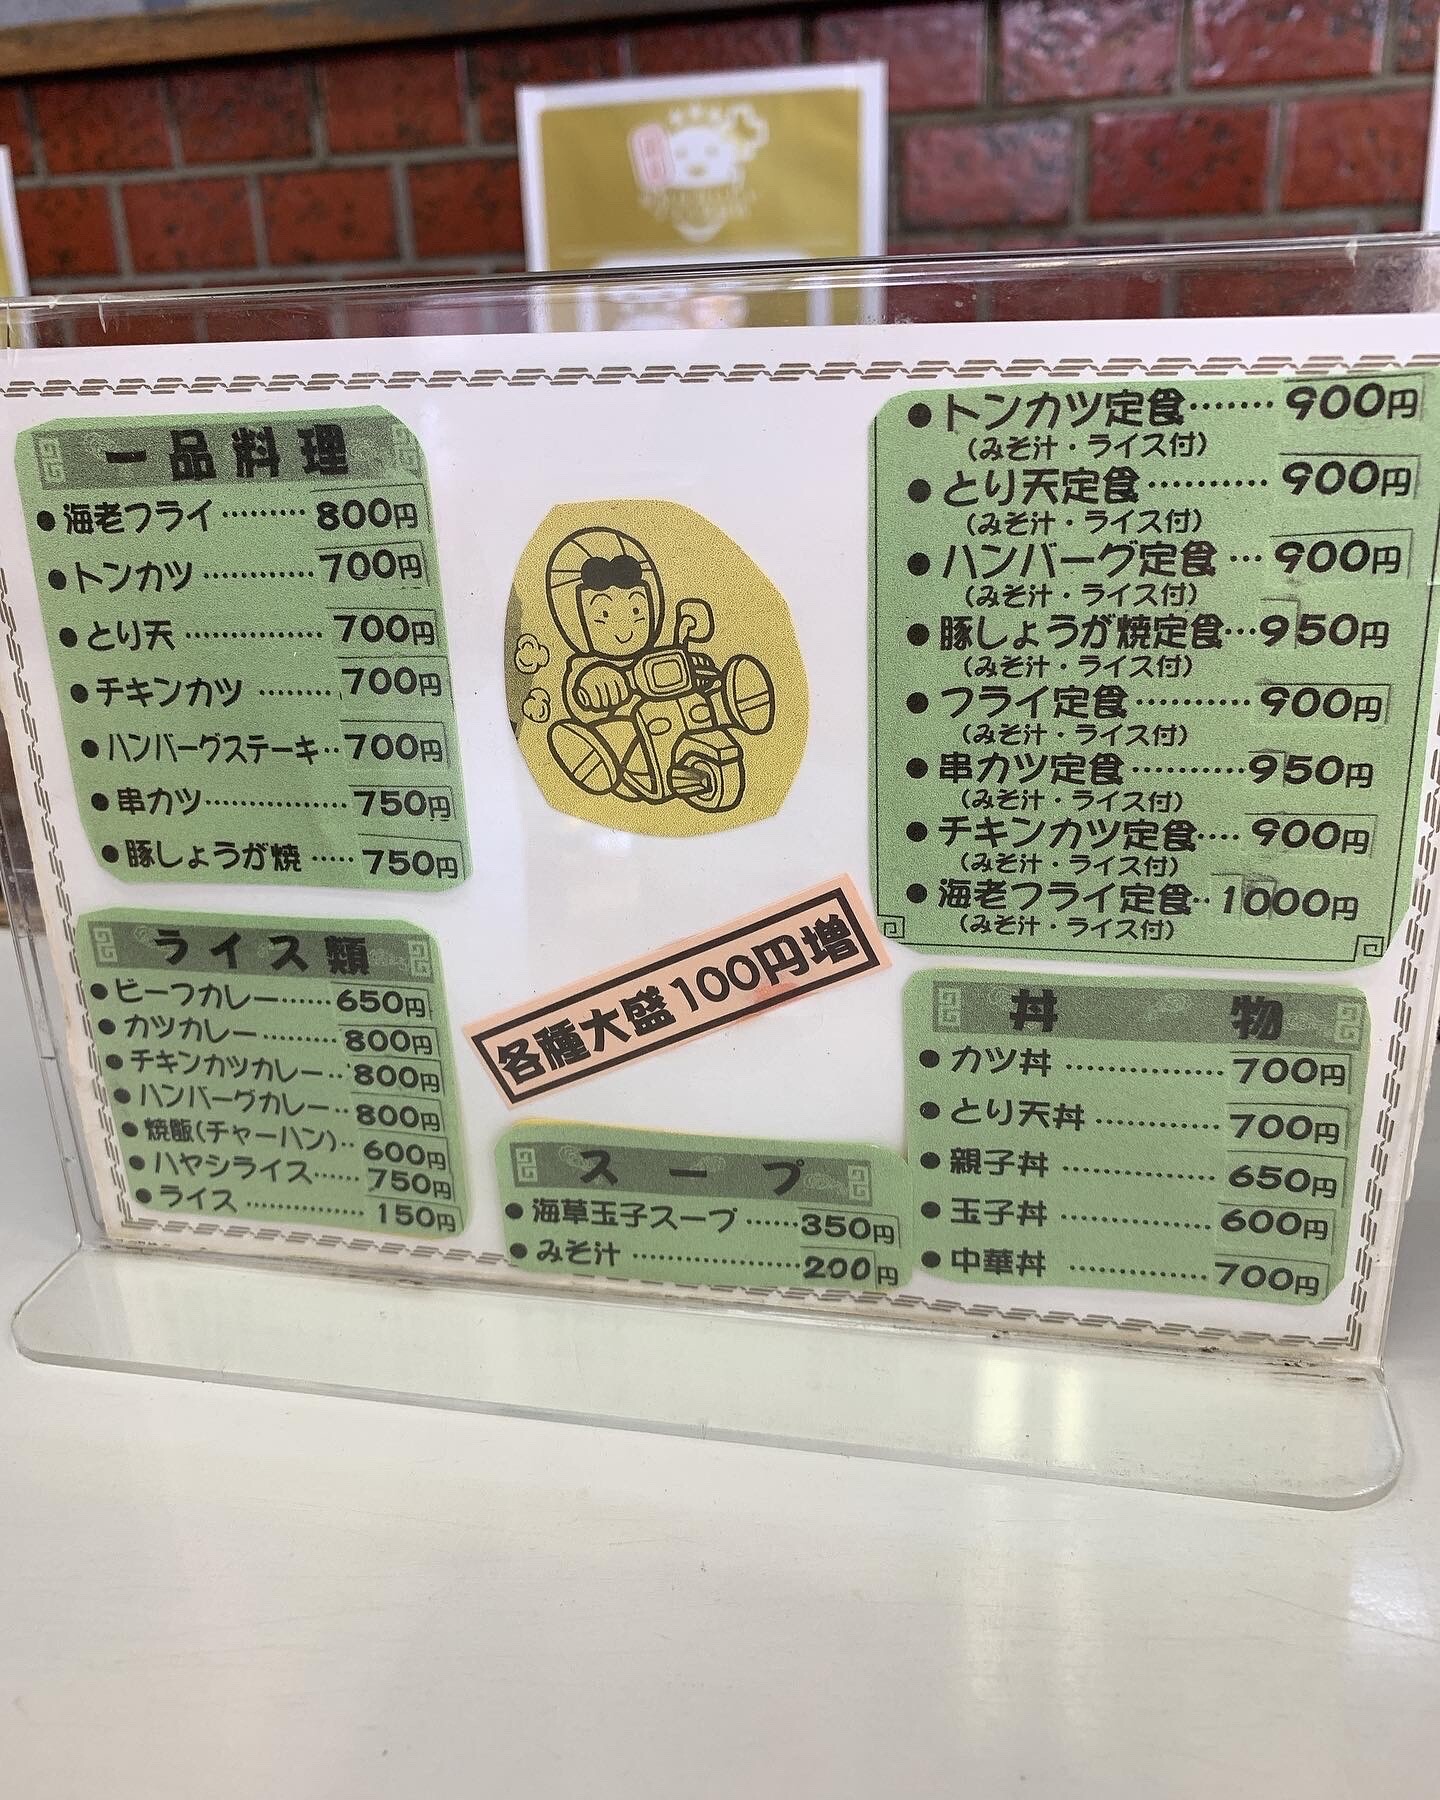 一品料理
●海老フライ………800円
●トンカツ…………700円
●とり天……………700円
●チキンカツ………700円
●ハンバーグステーキ‥700円
●串カツ……………750円
●豚しょうが焼……750円
ライス類
●ビーフカレー……650円
●カツカレー………800円
●チキンカツカレー‥800円
●ハンバーグカレー‥800円
●焼飯(チャーハン)‥600円
●ハヤシライス……750円
●ライス……………150円
各種大盛100円増
スープ
●海草玉子スープ……350円
●みそ汁………………200円
●トンカツ定食………900円
(みそ汁・ライス付)
●とり天定食…………900円
(みそ汁・ライス付)
●ハンバーグ定食…900円
(みそ汁・ライス付)
●豚しょうが焼定食…950円
(みそ汁・ライス付)
●フライ定食…………900円
(みそ汁・ライス付)
●串カツ定食…………950円
(みそ汁・ライス付)
●チキンカツ定食……900円
(みそ汁・ライス付)
●海老フライ定食‥1000円
(みそ汁・ライス付)
丼物
●カツ丼………………700円
●とり天丼……………700円
●親子丼………………650円
●玉子丼………………600円
●中華丼………………700円